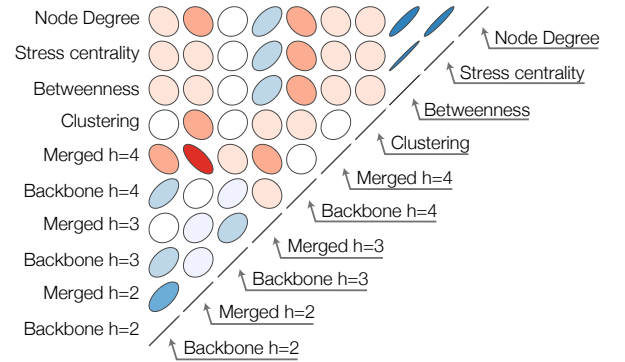 Node Degree
Stress centrality
Betweenness
Clustering
Merged h=4
Backbone h=4
Merged h=3
Backbone h=3
Merged h=2
Backbone h=2
Node Degree
Stress centrality
Betweenness
Clustering
Merged h=4
Backbone h=4
Merged h=3
Backbone h=3
Merged h=2
Backbone h=2